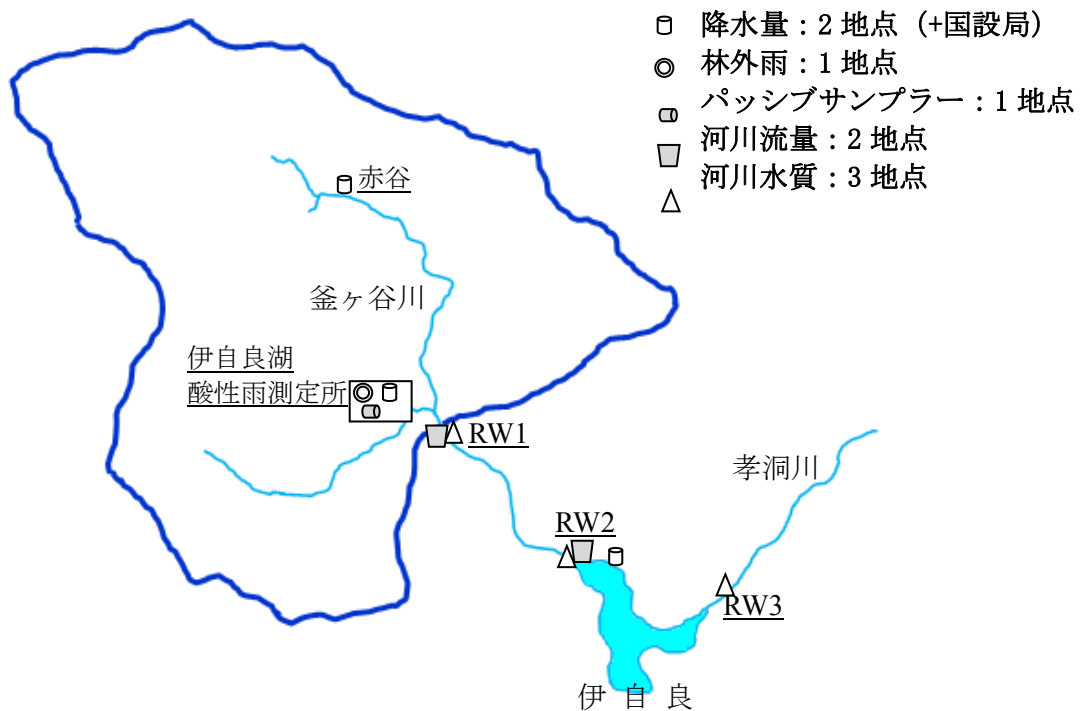 降水量：2 地点（+国設局）
林外雨：1 地点
パッシブサンプラー：1 地点
河川流量：2 地点
河川水質：3 地点
赤谷
釜ヶ谷川
伊自良湖
酸性雨測定所
RW1
孝洞川
RW2
RW3
伊 自 良